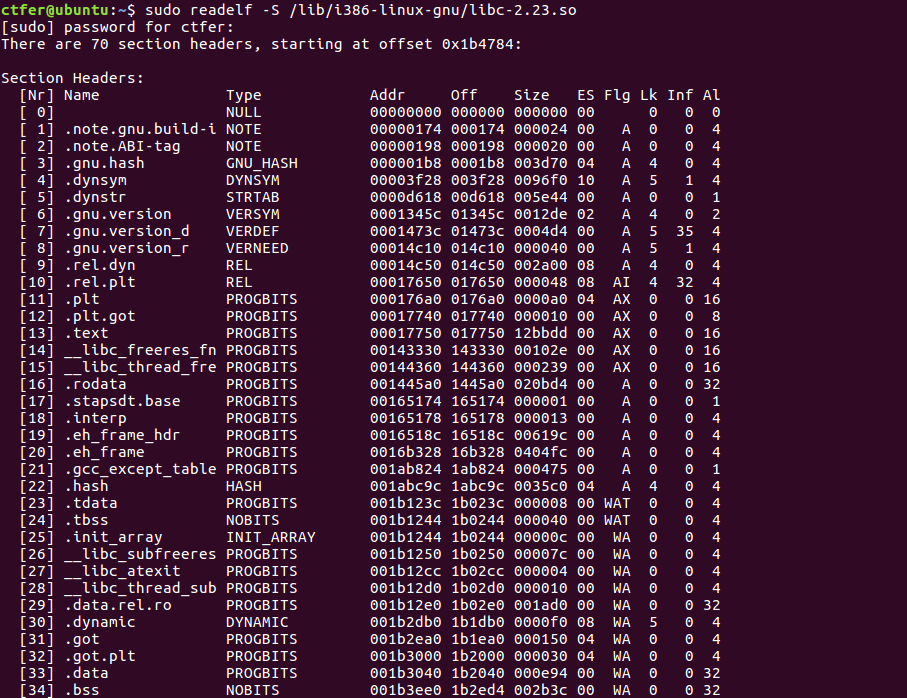 ctfer@ubuntu:~$ sudo readelf -S /lib/i386-linux-gnu/libc-2.23.so
[sudo] password for ctfer:
There are 70 section headers, starting at offset 0x1b4784:

Section Headers:
  [Nr] Name              Type            Addr     Off    Size   ES Flg Lk Inf Al
  [ 0]                   NULL            00000000 000000 000000 00      0   0  0
  [ 1] .note.gnu.build-i NOTE            00000174 000174 000024 00   A  0   0  4
  [ 2] .note.ABI-tag     NOTE            00000198 000198 000020 00   A  0   0  4
  [ 3] .gnu.hash         GNU_HASH        000001b8 0001b8 003d70 04   A  4   0  4
  [ 4] .dynsym           DYNSYM          00003f28 003f28 0096f0 10   A  5   1  4
  [ 5] .dynstr           STRTAB          0000d618 00d618 005e44 00   A  0   0  1
  [ 6] .gnu.version      VERSYM          0001345c 01345c 0012de 02   A  4   0  2
  [ 7] .gnu.version_d    VERDEF          0001473c 01473c 0004d4 00   A  5  35  4
  [ 8] .gnu.version_r    VERNEED         00014c10 014c10 000040 00   A  5   1  4
  [ 9] .rel.dyn          REL             00014c50 014c50 002a00 08   A  4   0  4
  [10] .rel.plt          REL             00017650 017650 000048 08  AI  4  32  4
  [11] .plt              PROGBITS        000176a0 0176a0 0000a0 04  AX  0   0 16
  [12] .plt.got          PROGBITS        00017740 017740 000010 00  AX  0   0  8
  [13] .text             PROGBITS        00017750 017750 12bbdd 00  AX  0   0 16
  [14] __libc_freeres_fn PROGBITS        00143330 143330 00102e 00  AX  0   0 16
  [15] __libc_thread_fre PROGBITS        00144360 144360 000239 00  AX  0   0 16
  [16] .rodata           PROGBITS        001445a0 1445a0 020bd4 00   A  0   0 32
  [17] .stapsdt.base     PROGBITS        00165174 165174 000001 00   A  0   0  1
  [18] .interp           PROGBITS        00165178 165178 000013 00   A  0   0  4
  [19] .eh_frame_hdr     PROGBITS        0016518c 16518c 00619c 00   A  0   0  4
  [20] .eh_frame         PROGBITS        0016b328 16b328 0404fc 00   A  0   0  4
  [21] .gcc_except_table PROGBITS        001ab824 1ab824 000475 00   A  0   0  1
  [22] .hash             HASH            001abc9c 1abc9c 0035c0 04   A  4   0  4
  [23] .tdata            PROGBITS        001b123c 1b023c 000008 00 WAT  0   0  4
  [24] .tbss             NOBITS          001b1244 1b0244 000040 00 WAT  0   0  4
  [25] .init_array       INIT_ARRAY      001b1244 1b0244 00000c 00  WA  0   0  4
  [26] __libc_subfreeres PROGBITS        001b1250 1b0250 00007c 00  WA  0   0  4
  [27] __libc_atexit     PROGBITS        001b12cc 1b02cc 000004 00  WA  0   0  4
  [28] __libc_thread_sub PROGBITS        001b12d0 1b02d0 000010 00  WA  0   0  4
  [29] .data.rel.ro      PROGBITS        001b12e0 1b02e0 001ad0 00  WA  0   0 32
  [30] .dynamic          DYNAMIC         001b2db0 1b1db0 0000f0 08  WA  5   0  4
  [31] .got              PROGBITS        001b2ea0 1b1ea0 000150 04  WA  0   0  4
  [32] .got.plt          PROGBITS        001b3000 1b2000 000030 04  WA  0   0  4
  [33] .data             PROGBITS        001b3040 1b2040 000e94 00  WA  0   0 32
  [34] .bss              NOBITS          001b3ee0 1b2ed4 002b3c 00  WA  0   0 32